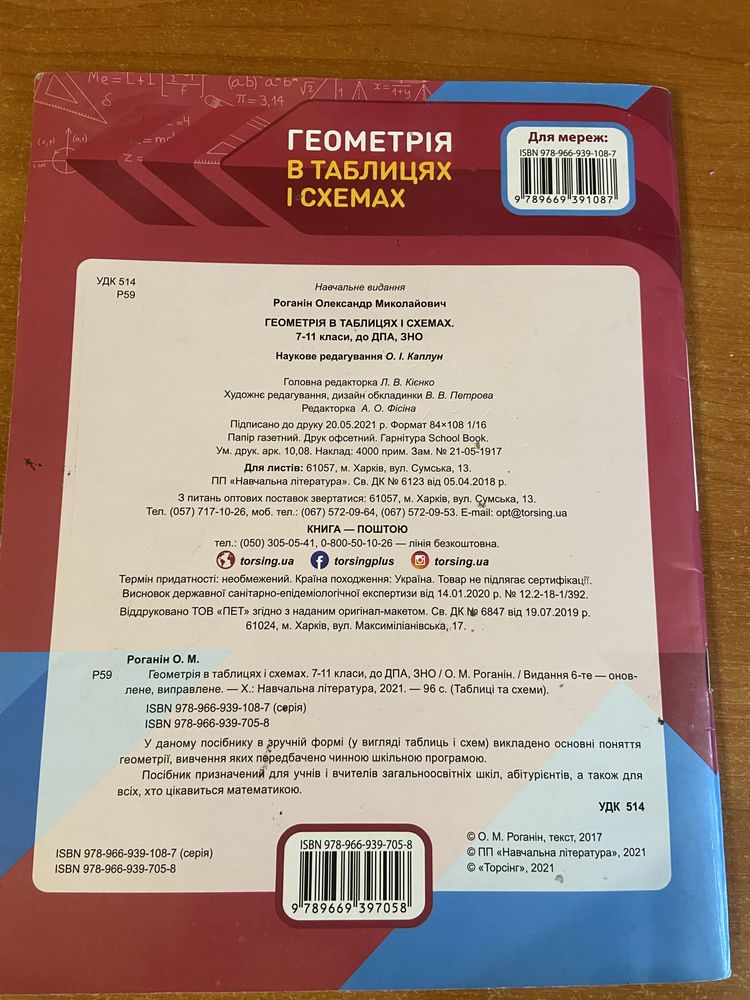 Me = [+1] [2-1/f] (ab) aⁿbⁿ √2 x = 1/1+y
δ π = 3,14
ГЕОМЕТРІЯ
В ТАБЛИЦЯХ
І СХЕМАХ
Для мереж:
ISBN 978-966-939-108-7
9 789669 391087
УДК 514
Р59
Навчальне видання
Роганін Олександр Миколайович
ГЕОМЕТРІЯ В ТАБЛИЦЯХ І СХЕМАХ.
7-11 класи, до ДПА, ЗНО
Наукове редагування О. І. Каплун
Головна редакторка Л. В. Кієнко
Художнє редагування, дизайн обкладинки В. В. Петрова
Редакторка А. О. Фісіна
Підписано до друку 20.05.2021 р. Формат 84×108 1/16
Папір газетний. Друк офсетний. Гарнітура School Book.
Ум. друк. арк. 10,08. Наклад: 4000 прим. Зам. № 21-05-1917
Для листів: 61057, м. Харків, вул. Сумська, 13.
ПП «Навчальна література». Св. ДК № 6123 від 05.04.2018 р.
З питань оптових поставок звертатися: 61057, м. Харків, вул. Сумська, 13.
Тел. (057) 717-10-26, моб. тел.: (067) 572-09-64, (067) 572-09-53. E-mail: opt@torsing.ua
КНИГА — ПОШТОЮ
тел.: (050) 305-05-41, 0-800-50-10-26 — лінія безкоштовна.
torsing.ua torsingplus torsing.ua
Термін придатності: необмежений. Країна походження: Україна. Товар не підлягає сертифікації.
Висновок державної санітарно-епідеміологічної експертизи від 14.01.2020 р. № 12.2-18-1/392.
Віддруковано ТОВ «ПЕТ» згідно з наданим оригінал-макетом. Св. ДК № 6847 від 19.07.2019 р.
61024, м. Харків, вул. Максиміліанівська, 17.
Роганін О. М.
Р59 Геометрія в таблицях і схемах. 7-11 класи, до ДПА, ЗНО / О. М. Роганін. / Видання 6-те — онов-
лене, виправлене. — Х.: Навчальна література, 2021. — 96 с. (Таблиці та схеми).
ISBN 978-966-939-108-7 (серія)
ISBN 978-966-939-705-8
У даному посібнику в зручній формі (у вигляді таблиць і схем) викладено основні поняття
геометрії, вивчення яких передбачено чинною шкільною програмою.
Посібник призначений для учнів і вчителів загальноосвітніх шкіл, абітурієнтів, а також для
всіх, хто цікавиться математикою.
УДК 514
ISBN 978-966-939-108-7 (серія)
ISBN 978-966-939-705-8
ISBN 978-966-939-705-8
9 789669 397058
© О. М. Роганін, текст, 2017
© ПП «Навчальна література», 2021
© «Торсінг», 2021